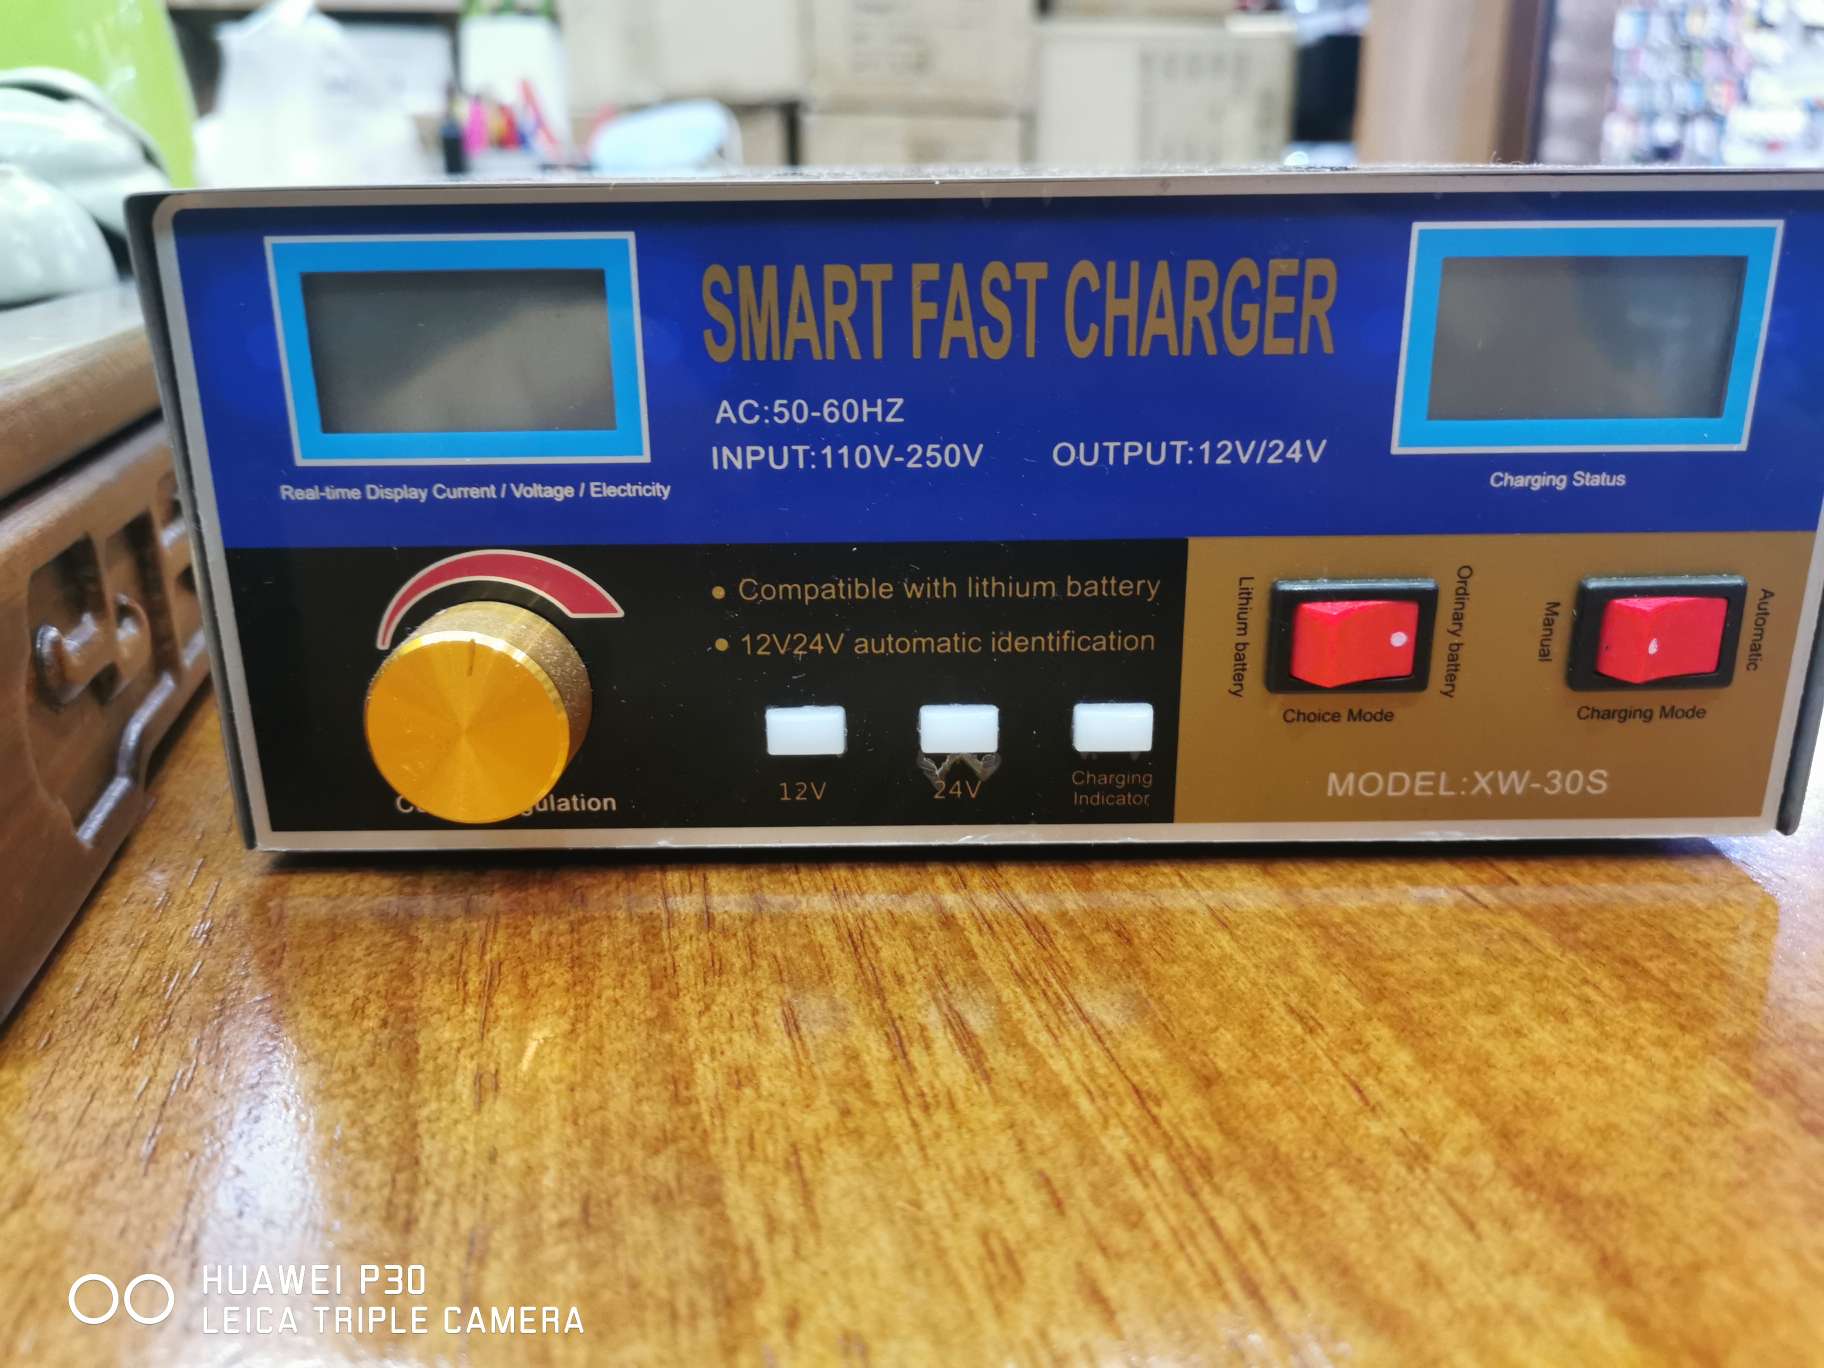 SMART FAST CHARGER
AC:50-60HZ
INPUT:110V-250V OUTPUT:12V/24V
Real-time Display Current / Voltage / Electricity
Charging Status
• Compatible with lithium battery
• 12V24V automatic identification
12V
24V
Charging
Indicator
Lithium battery
Ordinary battery
Choice Mode
Manual
Automatic
Charging Mode
MODEL:XW-30S
HUAWEI P30
LEICA TRIPLE CAMERA